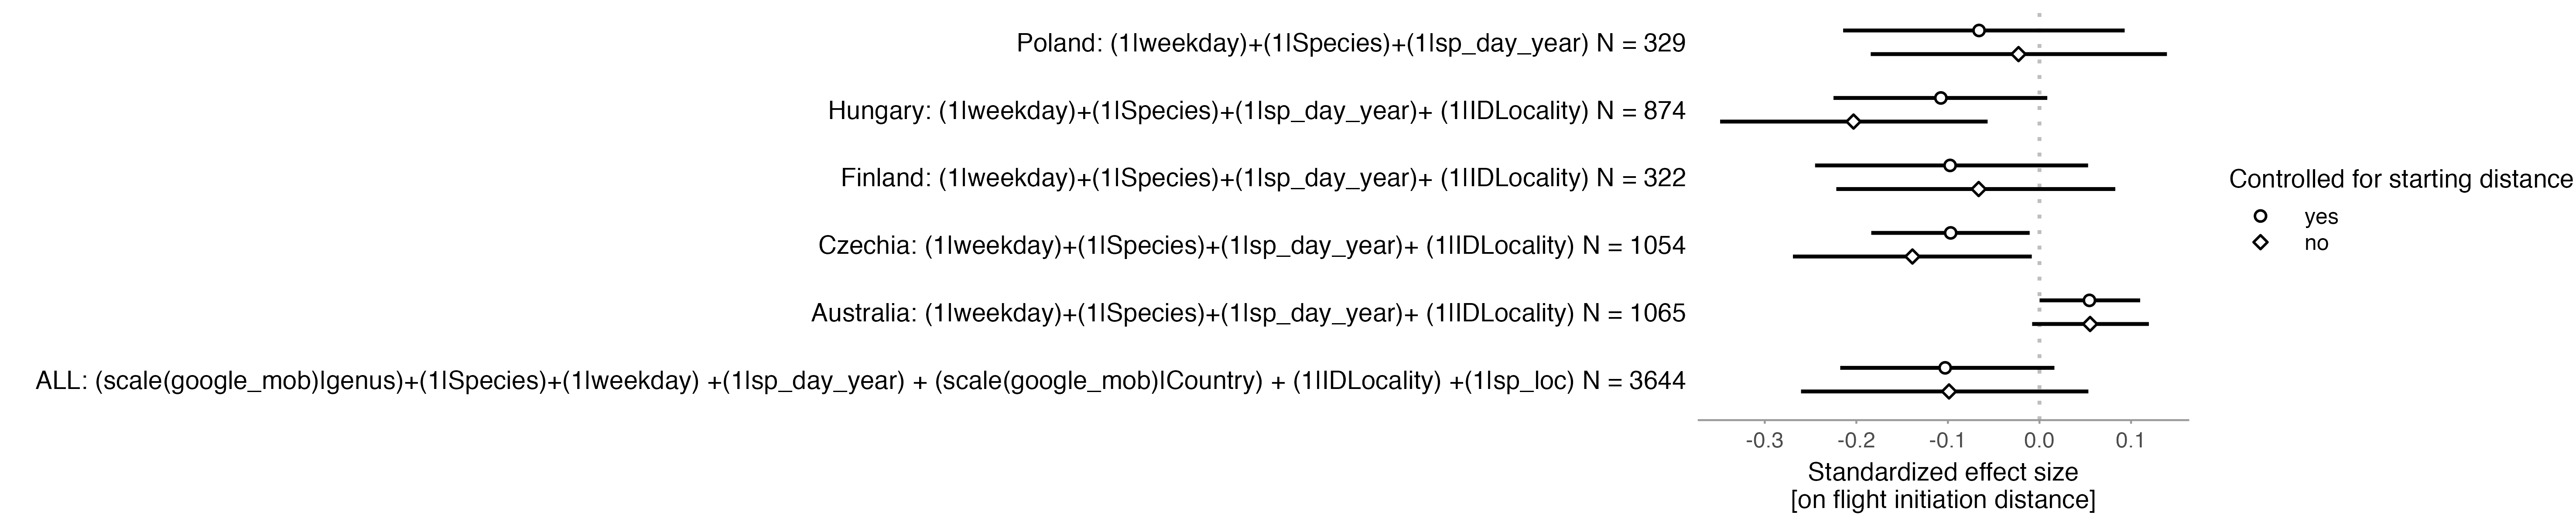 Poland: (1|weekday)+(1|Species)+(1|sp_day_year) N = 329
Hungary: (1|weekday)+(1|Species)+(1|sp_day_year)+ (1|IDLocality) N = 874
Finland: (1|weekday)+(1|Species)+(1|sp_day_year)+ (1|IDLocality) N = 322
Czechia: (1|weekday)+(1|Species)+(1|sp_day_year)+ (1|IDLocality) N = 1054
Australia: (1|weekday)+(1|Species)+(1|sp_day_year)+ (1|IDLocality) N = 1065
ALL: (scale(google_mob)|genus)+(1|Species)+(1|weekday) +(1|sp_day_year) + (scale(google_mob)|Country) + (1|IDLocality) +(1|sp_loc) N = 3644
-0.3 -0.2 -0.1 0.0 0.1
Standardized effect size
[on flight initiation distance]
Controlled for starting distance
yes
no